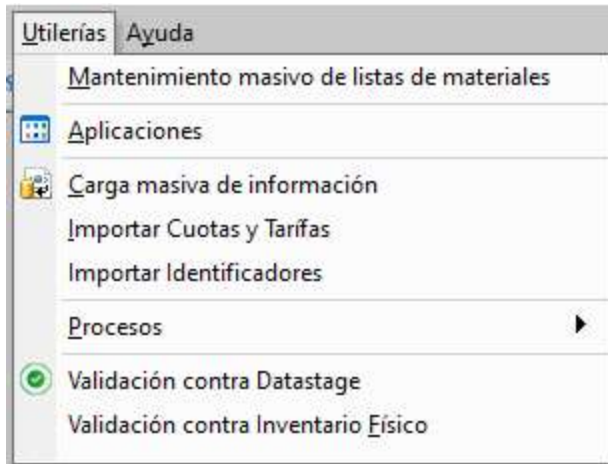 Utilerías Ayuda
Mantenimiento masivo de listas de materiales
Aplicaciones
Carga masiva de información
Importar Cuotas y Tarífas
Importar Identificadores
Procesos
Validación contra Datastage
Validación contra Inventario Físico